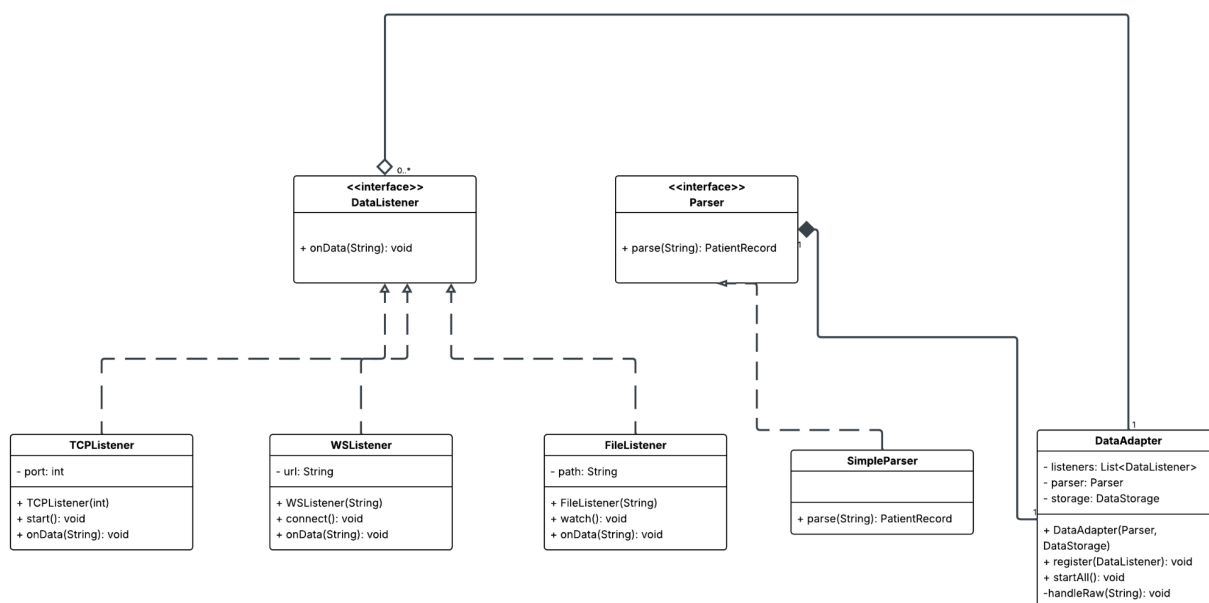 0..*
<<interface>>
DataListener
+ onData(String): void
<<interface>>
Parser
+ parse(String): PatientRecord
1
TCPListener
- port: int
+ TCPListener(int)
+ start(): void
+ onData(String): void
WSListener
- url: String
+ WSListener(String)
+ connect(): void
+ onData(String): void
FileListener
- path: String
+ FileListener(String)
+ watch(): void
+ onData(String): void
SimpleParser
+ parse(String): PatientRecord
1
DataAdapter
- listeners: List<DataListener>
- parser: Parser
- storage: DataStorage
1
+ DataAdapter(Parser,
DataStorage)
+ register(DataListener): void
+ startAll(): void
-handleRaw(String): void